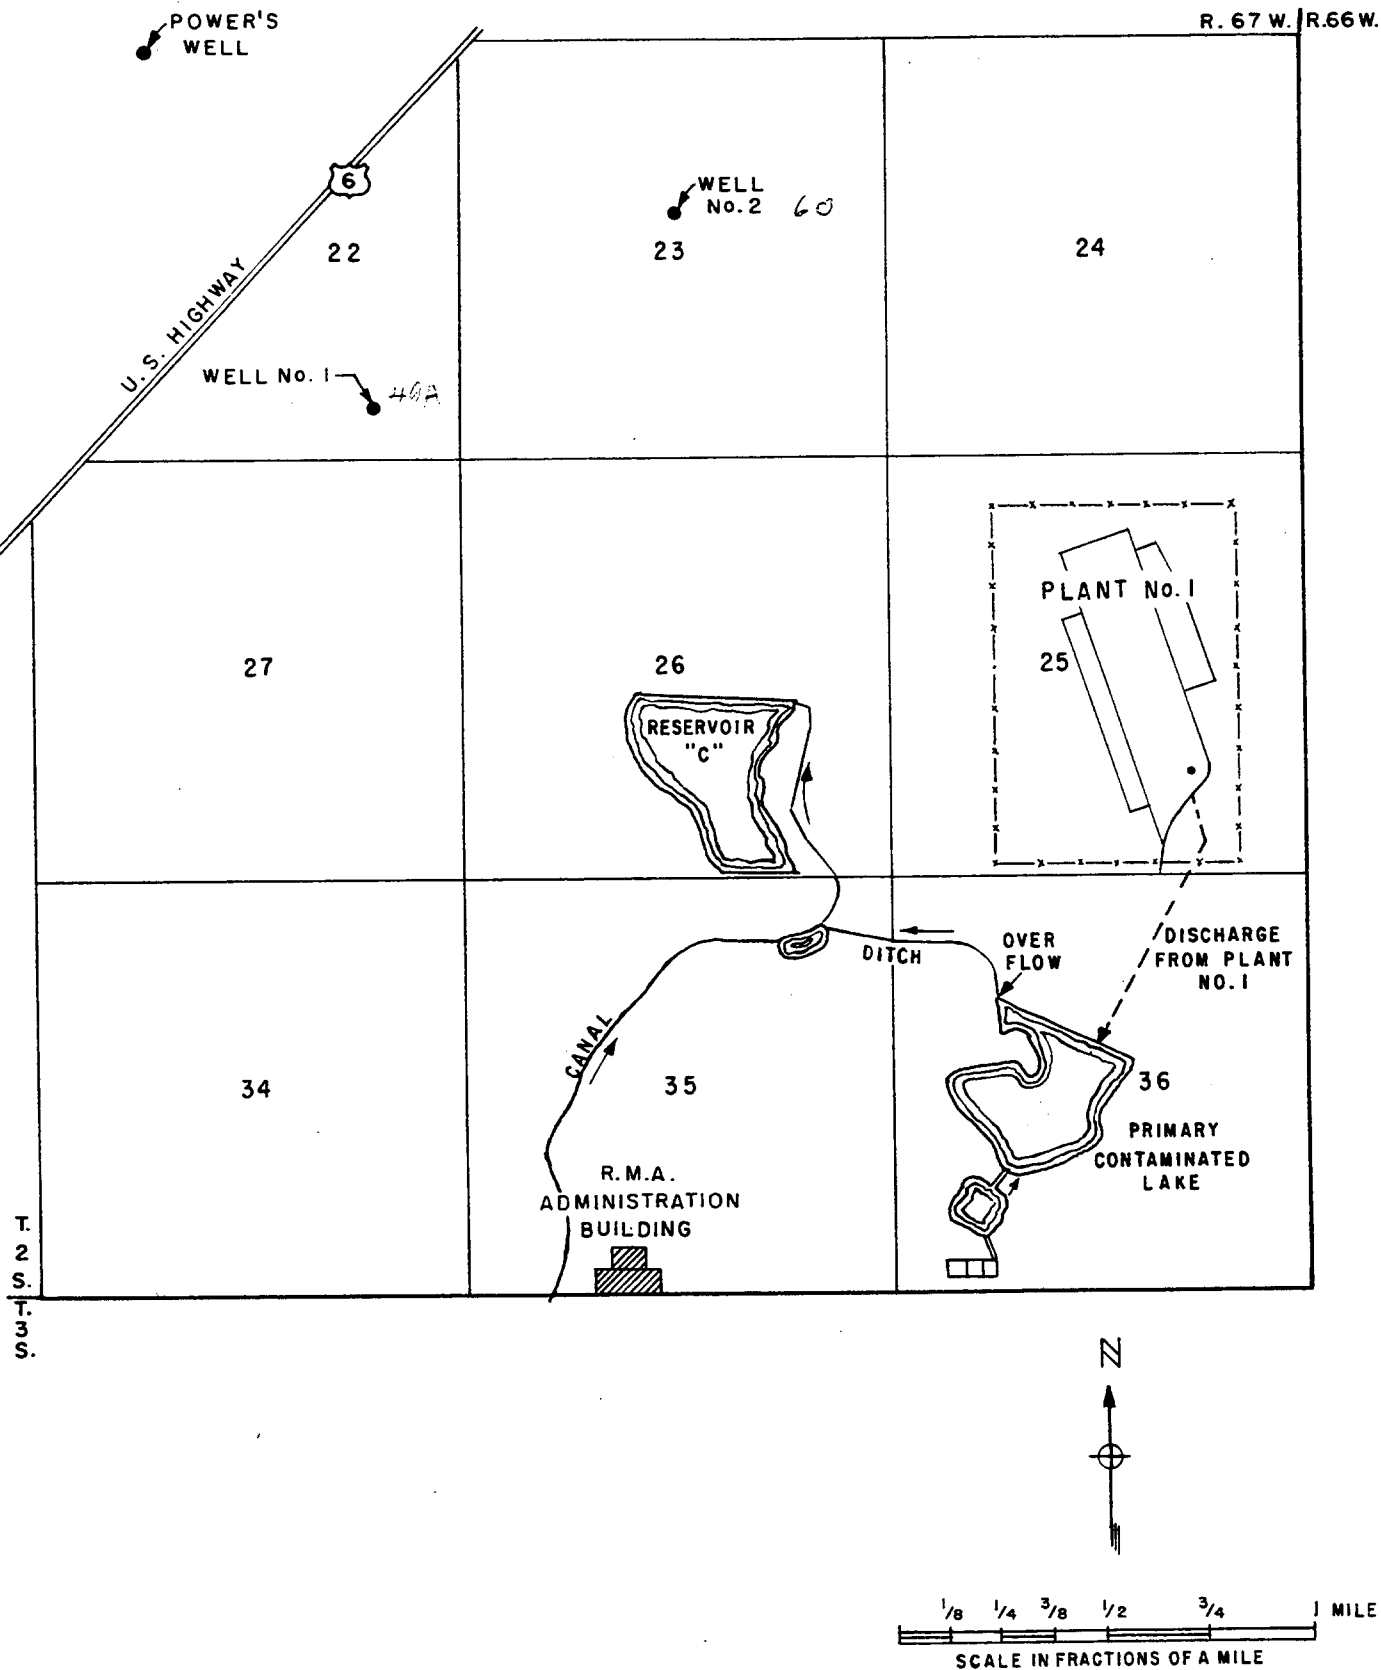 POWER'S
WELL
R. 67 W. R.66 W.
6
U. S. HIGHWAY
WELL
No. 2 60
22
23
24
WELL No. 1
PLANT No. 1
27
26
25
RESERVOIR
"C"
DITCH
OVER
FLOW
DISCHARGE
FROM PLANT
NO. 1
CANAL
34
35
36
PRIMARY
CONTAMINATED
LAKE
R.M.A.
ADMINISTRATION
BUILDING
T.
2
S.
T.
3
S.
N
1/8 1/4 3/8 1/2 3/4 1 MILE
SCALE IN FRACTIONS OF A MILE